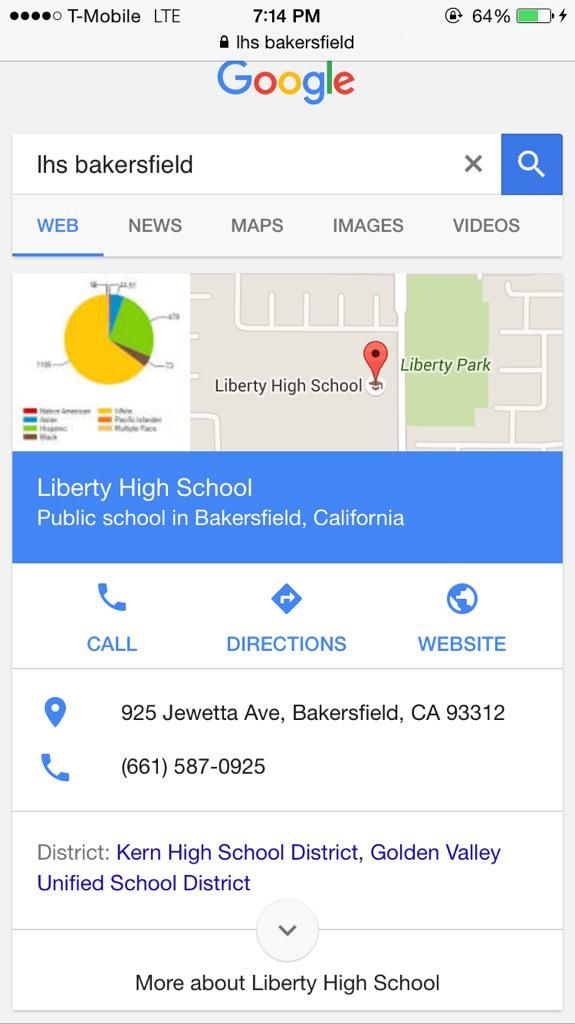 T-Mobile LTE 7:14 PM 64%
lhs bakersfield
Google
lhs bakersfield
WEB NEWS MAPS IMAGES VIDEOS
Native American White
Asian Pacific Islander
Hispanic Multiple Race
Black
Liberty High School
Liberty Park
Liberty High School
Public school in Bakersfield, California
CALL DIRECTIONS WEBSITE
925 Jewetta Ave, Bakersfield, CA 93312
(661) 587-0925
District: Kern High School District, Golden Valley
Unified School District
More about Liberty High School